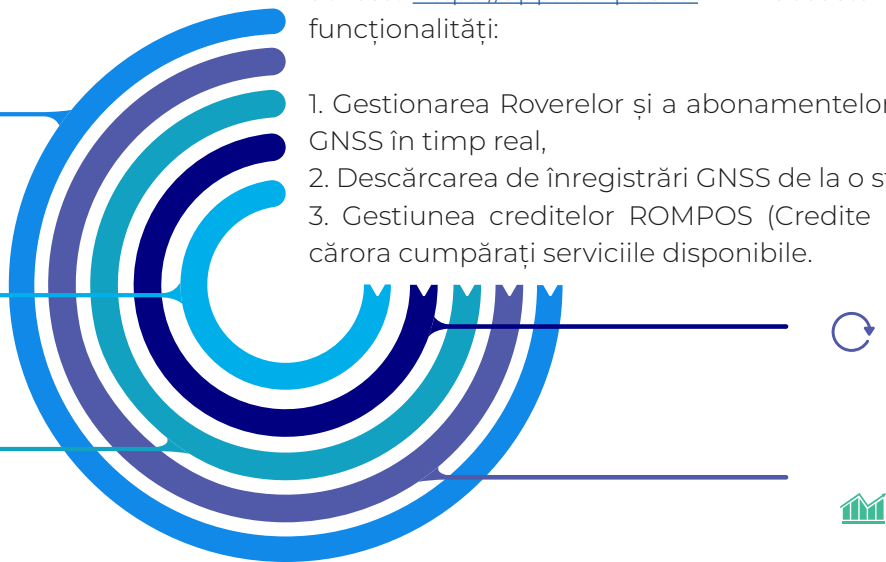 funcționalități:
1. Gestionarea Roverelor și a abonamentelor
GNSS în timp real,
2. Descărcarea de înregistrări GNSS de la o
3. Gestiunea creditelor ROMPOS (Credite
cărora cumpărați serviciile disponibile.